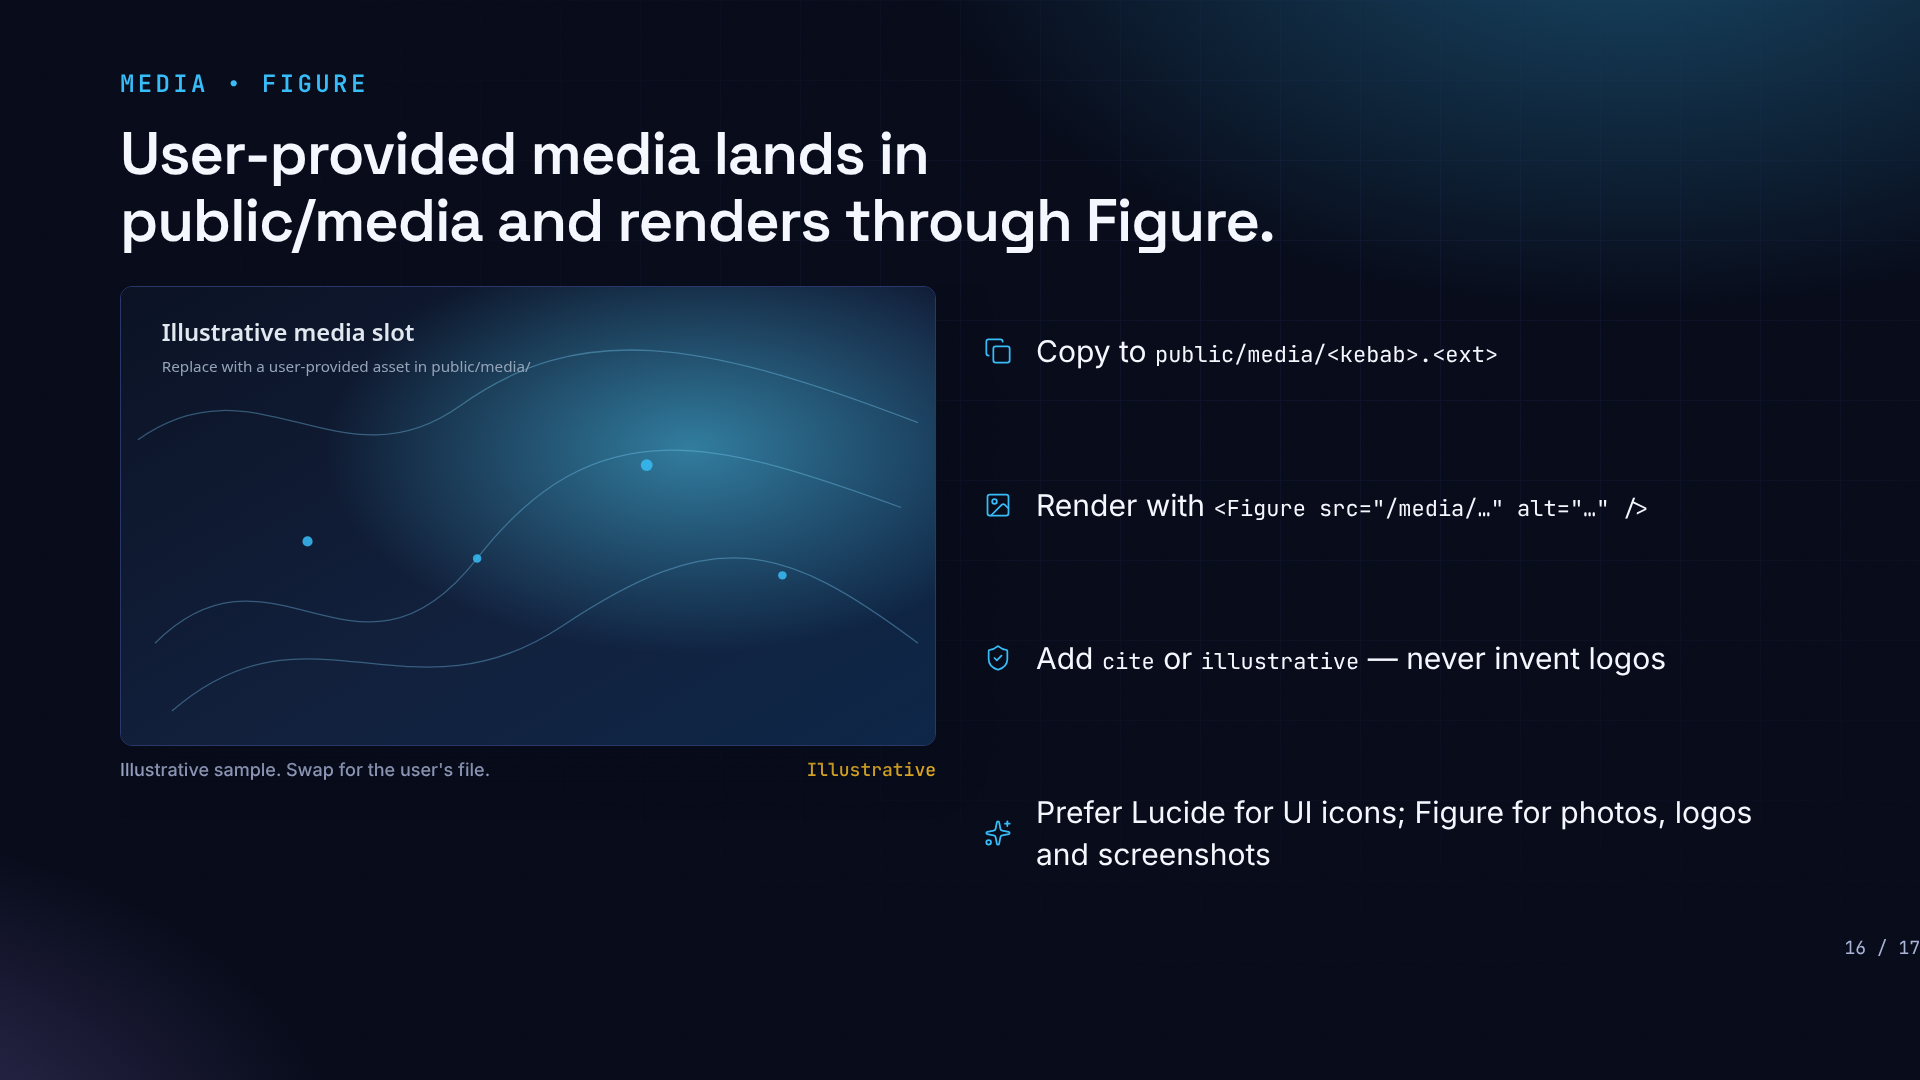 MEDIA • FIGURE
User-provided media lands in
public/media and renders through Figure.
Illustrative media slot
Replace with a user-provided asset in public/media/
Illustrative sample. Swap for the user's file.
Illustrative
Copy to public/media/<kebab>.<ext>
Render with <Figure src="/media/…" alt="…" />
Add cite or illustrative — never invent logos
Prefer Lucide for UI icons; Figure for photos, logos
and screenshots
16 / 17